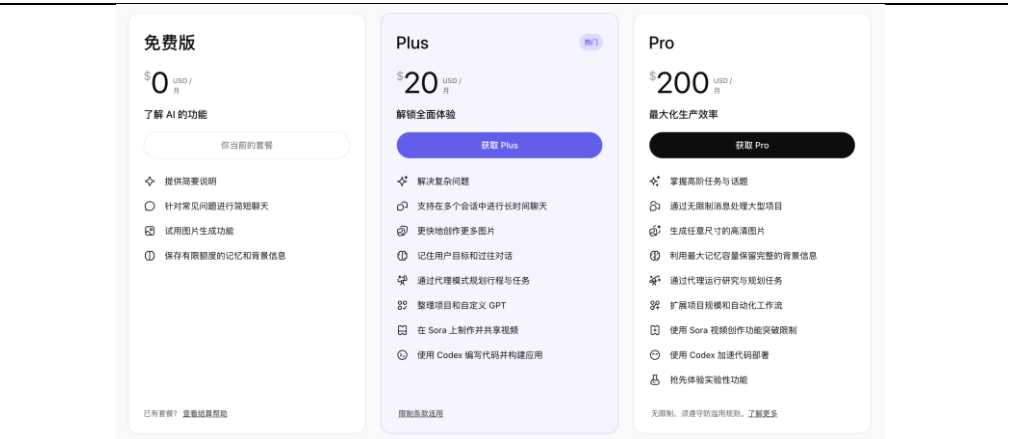 免费版
$0 USD /
月
了解 AI 的功能
你当前的套餐
提供简要说明
针对常见问题进行简短聊天
试用图片生成功能
保存有限额度的记忆和背景信息
已有套餐? 查看结算帮助
Plus
热门
$20 USD /
月
解锁全面体验
获取 Plus
解决复杂问题
支持在多个会话中进行长时间聊天
更快地创作更多图片
记住用户目标和过往对话
通过代理模式规划行程与任务
整理项目和自定义 GPT
在 Sora 上制作并共享视频
使用 Codex 编写代码并构建应用
限制条款适用
Pro
$200 USD /
月
最大化生产效率
获取 Pro
掌握高阶任务与话题
通过无限制消息处理大型项目
生成任意尺寸的高清图片
利用最大记忆容量保留完整的背景信息
通过代理运行研究与规划任务
扩展项目规模和自动化工作流
使用 Sora 视频创作功能突破限制
使用 Codex 加速代码部署
抢先体验实验性功能
无限制，须遵守防滥用规则。了解更多